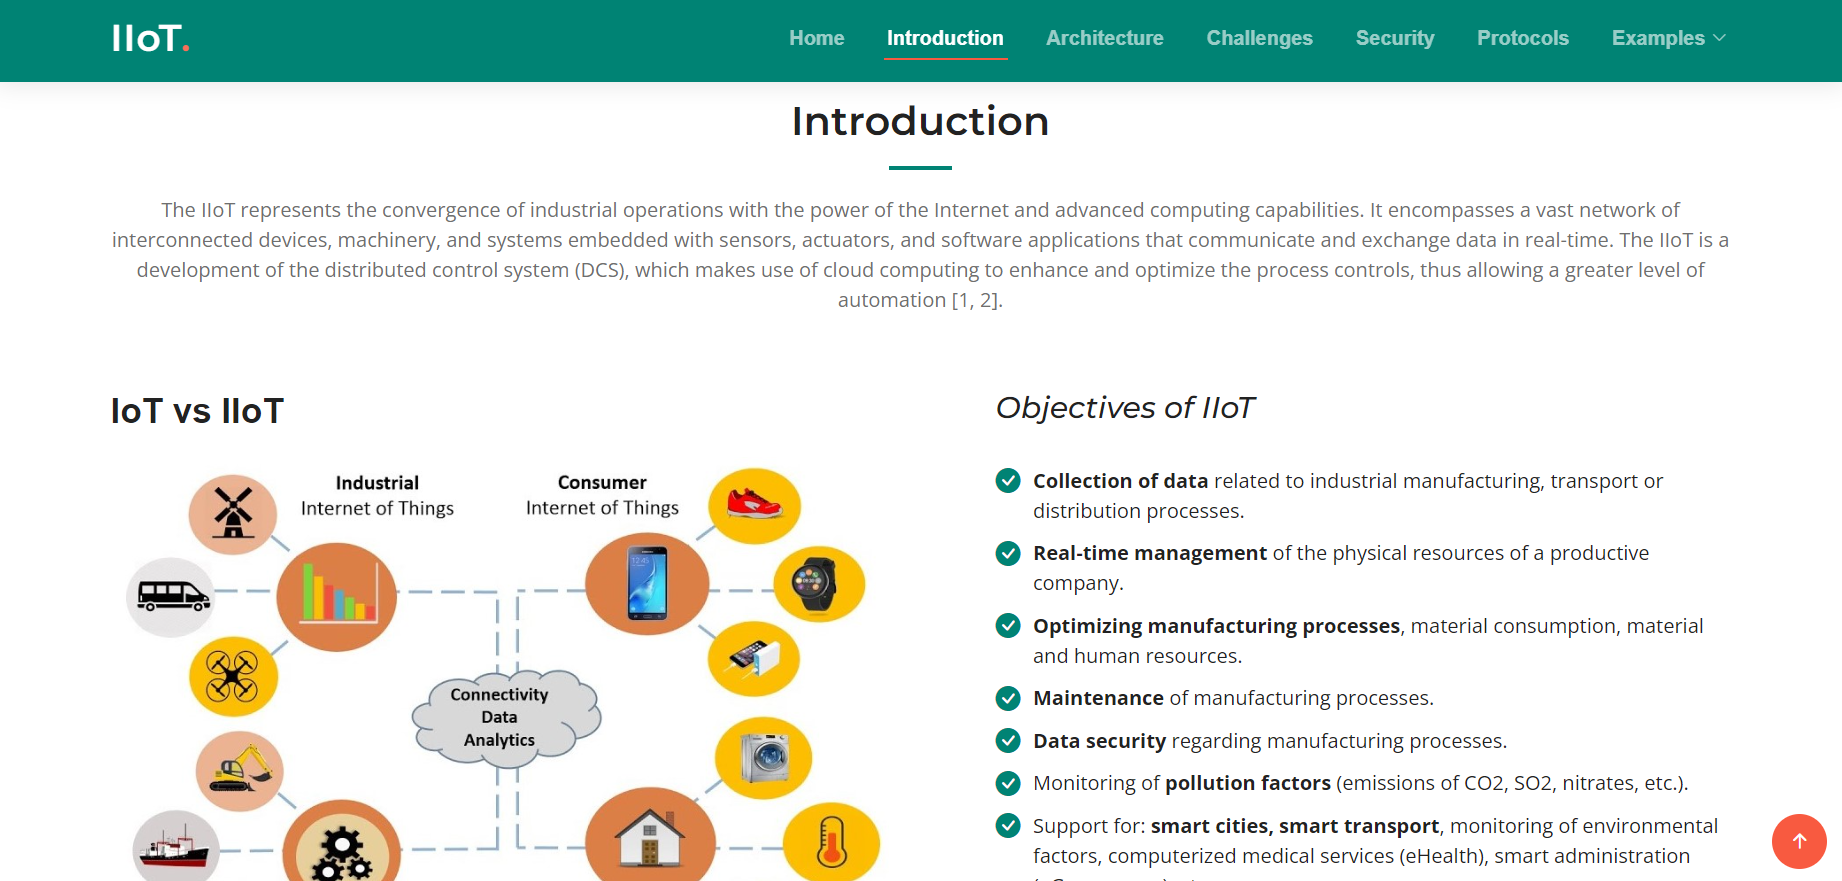 IIoT.
Home
Introduction
Architecture
Challenges
Security
Protocols
Examples
Introduction
The IIoT represents the convergence of industrial operations with the power of the Internet and advanced computing capabilities. It encompasses a vast network of
interconnected devices, machinery, and systems embedded with sensors, actuators, and software applications that communicate and exchange data in real-time. The IIoT is a
development of the distributed control system (DCS), which makes use of cloud computing to enhance and optimize the process controls, thus allowing a greater level of
automation [1, 2].
IoT vs IIoT
Industrial
Internet of Things
Consumer
Internet of Things
Connectivity
Data
Analytics
Objectives of IIoT
Collection of data related to industrial manufacturing, transport or
distribution processes.
Real-time management of the physical resources of a productive
company.
Optimizing manufacturing processes, material consumption, material
and human resources.
Maintenance of manufacturing processes.
Data security regarding manufacturing processes.
Monitoring of pollution factors (emissions of CO2, SO2, nitrates, etc.).
Support for: smart cities, smart transport, monitoring of environmental
factors, computerized medical services (eHealth), smart administration